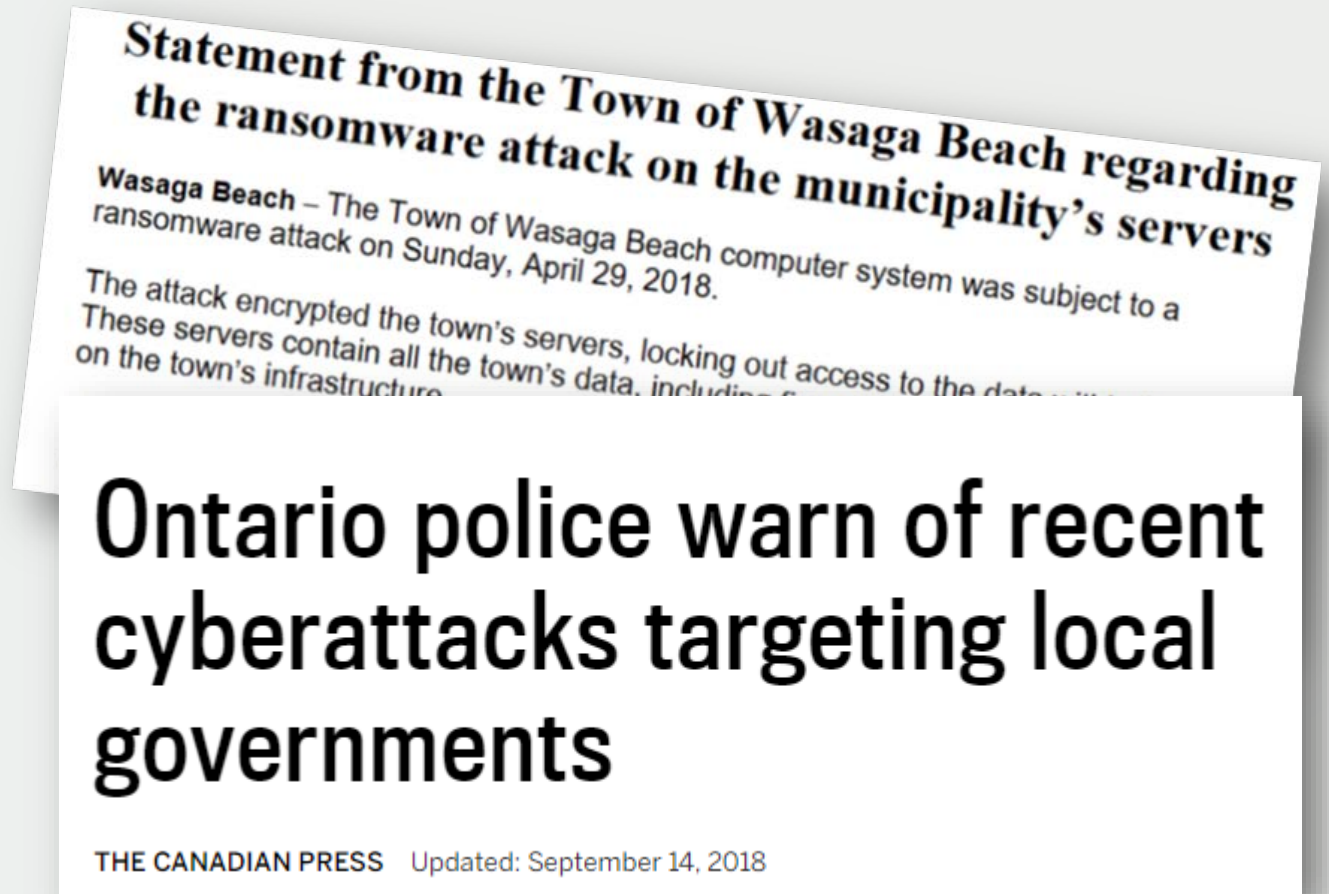 Statement from the Town of Wasaga Beach regarding
the ransomware attack on the municipality's servers
Wasaga Beach – The Town of Wasaga Beach computer system was subject to a
ransomware attack on Sunday, April 29, 2018.
The attack encrypted the town's servers, locking out access to the data
These servers contain all the town's data, including
on the town's infrastructure
Ontario police warn of recent
cyberattacks targeting local
governments
THE CANADIAN PRESS Updated: September 14, 2018